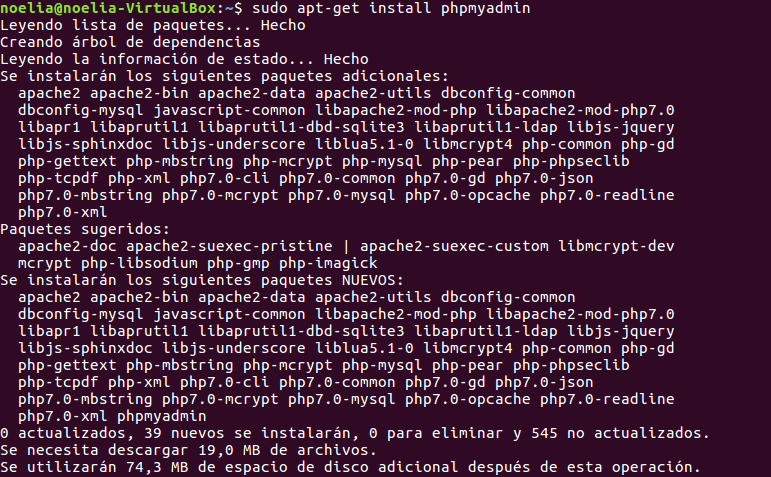 noelia@noelia-VirtualBox:~$ sudo apt-get install phpmyadmin
Leyendo lista de paquetes... Hecho
Creando árbol de dependencias
Leyendo la información de estado... Hecho
Se instalarán los siguientes paquetes adicionales:
  apache2 apache2-bin apache2-data apache2-utils dbconfig-common
  dbconfig-mysql javascript-common libapache2-mod-php libapache2-mod-php7.0
  libapr1 libaprutil1 libaprutil1-dbd-sqlite3 libaprutil1-ldap libjs-jquery
  libjs-sphinxdoc libjs-underscore liblua5.1-0 libmcrypt4 php-common php-gd
  php-gettext php-mbstring php-mcrypt php-mysql php-pear php-phpseclib
  php-tcpdf php-xml php7.0-cli php7.0-common php7.0-gd php7.0-json
  php7.0-mbstring php7.0-mcrypt php7.0-mysql php7.0-opcache php7.0-readline
  php7.0-xml
Paquetes sugeridos:
  apache2-doc apache2-suexec-pristine | apache2-suexec-custom libmcrypt-dev
  mcrypt php-libsodium php-gmp php-imagick
Se instalarán los siguientes paquetes NUEVOS:
  apache2 apache2-bin apache2-data apache2-utils dbconfig-common
  dbconfig-mysql javascript-common libapache2-mod-php libapache2-mod-php7.0
  libapr1 libaprutil1 libaprutil1-dbd-sqlite3 libaprutil1-ldap libjs-jquery
  libjs-sphinxdoc libjs-underscore liblua5.1-0 libmcrypt4 php-common php-gd
  php-gettext php-mbstring php-mcrypt php-mysql php-pear php-phpseclib
  php-tcpdf php-xml php7.0-cli php7.0-common php7.0-gd php7.0-json
  php7.0-mbstring php7.0-mcrypt php7.0-mysql php7.0-opcache php7.0-readline
  php7.0-xml phpmyadmin
0 actualizados, 39 nuevos se instalarán, 0 para eliminar y 545 no actualizados.
Se necesita descargar 19,0 MB de archivos.
Se utilizarán 74,3 MB de espacio de disco adicional después de esta operación.